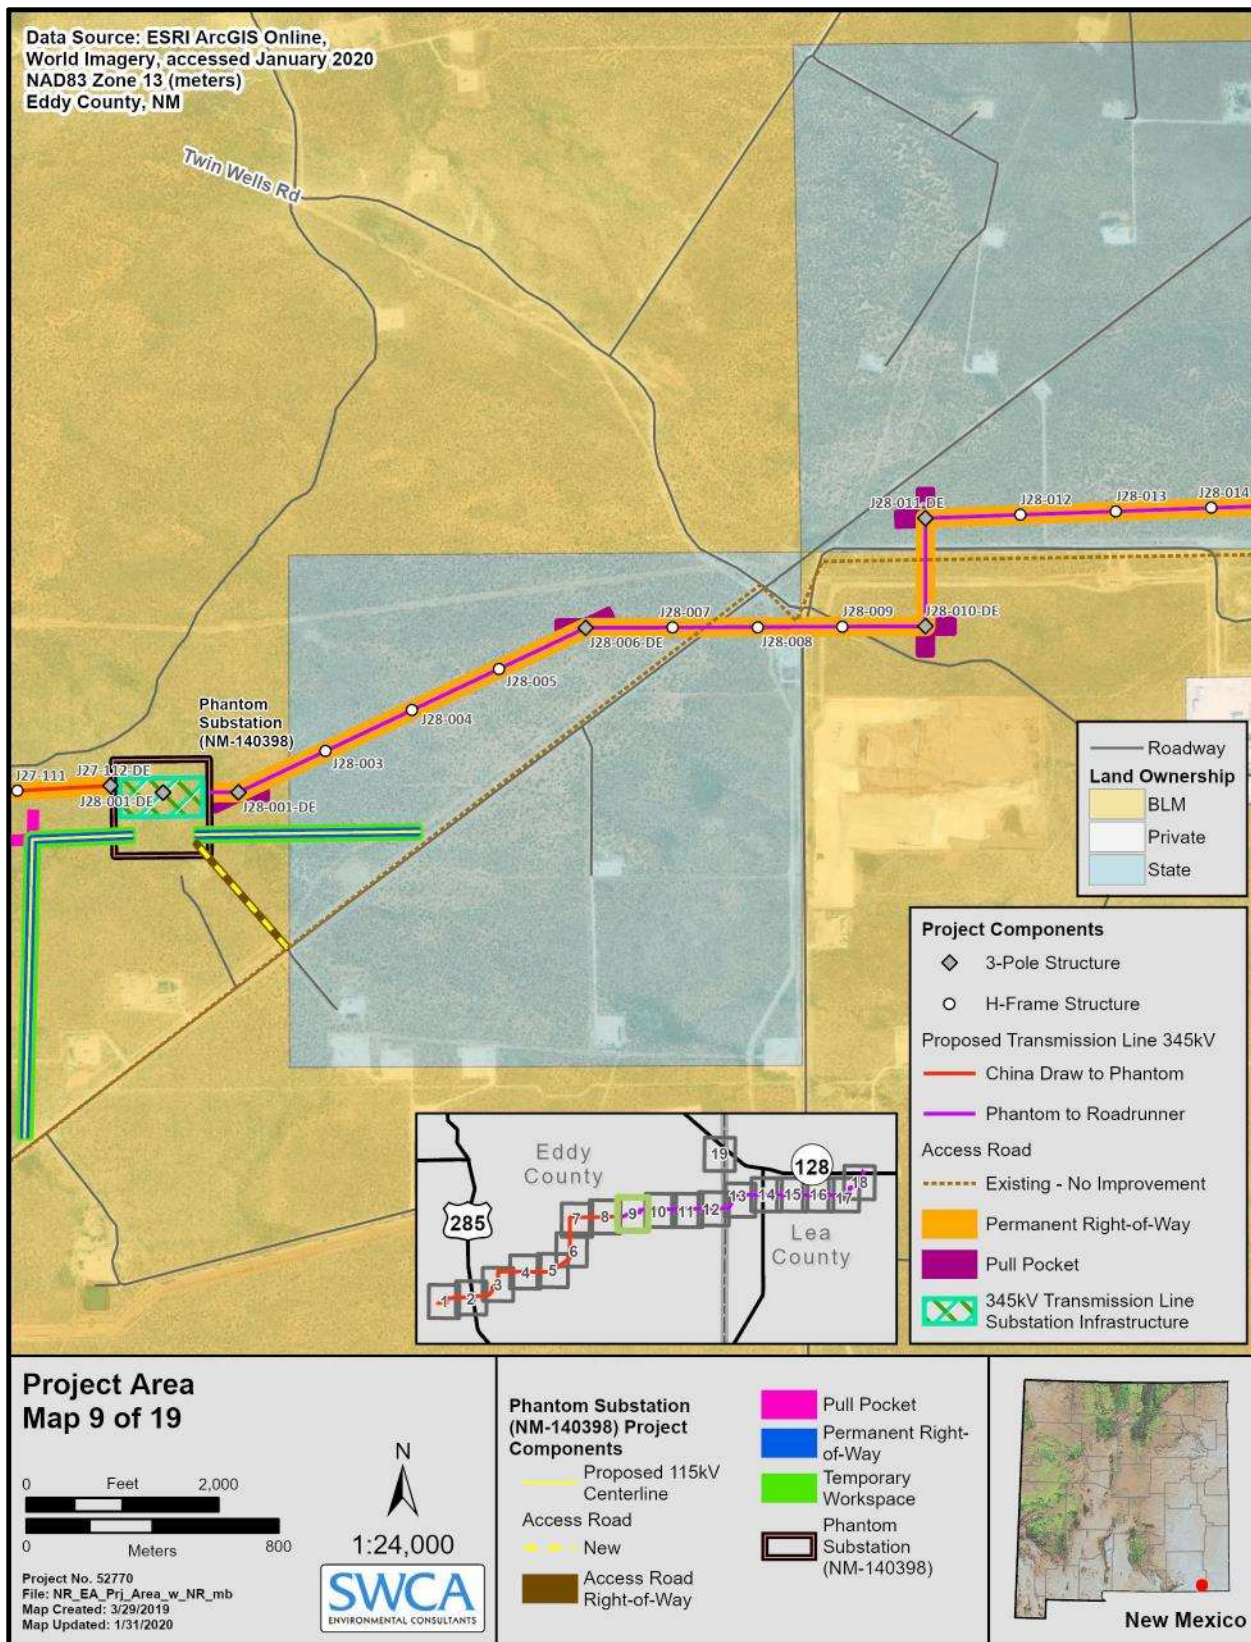 Data Source: ESRI ArcGIS Online,
World Imagery, accessed January 2020
NAD83 Zone 13 (meters)
Eddy County, NM
Twin Wells Rd
J28-011-DE
J28-012
J28-013
J28-014
J28-007
J28-009
J28-010-DE
J28-006-DE
J28-008
J28-005
J28-004
J28-003
Phantom
Substation
(NM-140398)
J27-111
J27-112-DE
J28-001-DE
J28-001-DE
Roadway
Land Ownership
BLM
Private
State
Project Components
3-Pole Structure
H-Frame Structure
Proposed Transmission Line 345kV
China Draw to Phantom
Phantom to Roadrunner
Access Road
Existing - No Improvement
Permanent Right-of-Way
Pull Pocket
345kV Transmission Line
Substation Infrastructure
Eddy
County
Lea
County
285
128
1
2
3
4
5
6
7
8
9
10
11
12
13
14
15
16
17
18
19
Project Area
Map 9 of 19
0 Feet 2,000
0 Meters 800
N
1:24,000
Project No. 52770
File: NR_EA_Prj_Area_w_NR_mb
Map Created: 3/29/2019
Map Updated: 1/31/2020
SWCA
ENVIRONMENTAL CONSULTANTS
Phantom Substation
(NM-140398) Project
Components
Proposed 115kV
Centerline
Access Road
New
Access Road
Right-of-Way
Pull Pocket
Permanent Right-
of-Way
Temporary
Workspace
Phantom
Substation
(NM-140398)
New Mexico